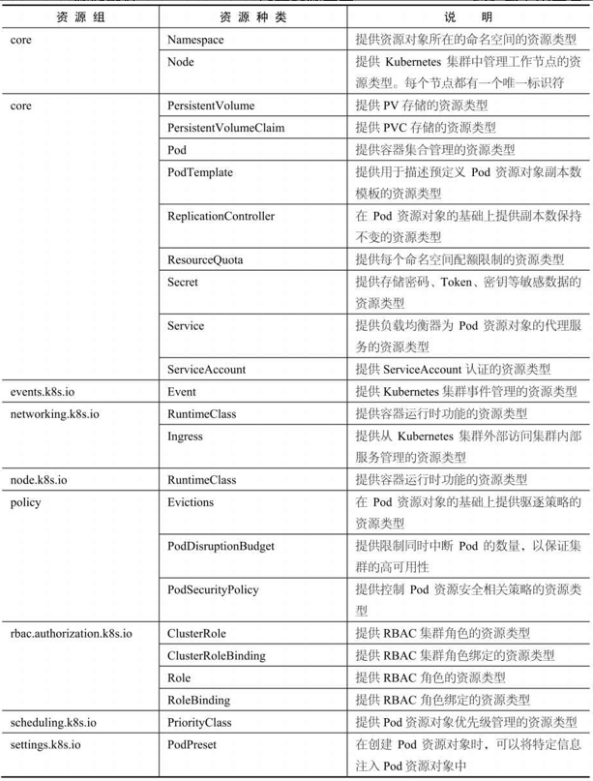 资源组 资源种类 说明
core Namespace 提供资源对象所在的命名空间的资源类型
Node 提供 Kubernetes 集群中管理工作节点的资
源类型。每个节点都有一个唯一标识符
core PersistentVolume 提供 PV 存储的资源类型
PersistentVolumeClaim 提供 PVC 存储的资源类型
Pod 提供容器集合管理的资源类型
PodTemplate 提供用于描述预定义 Pod 资源对象副本数
模板的资源类型
ReplicationController 在 Pod 资源对象的基础上提供副本数保持
不变的资源类型
ResourceQuota 提供每个命名空间配额限制的资源类型
Secret 提供存储密码、Token、密钥等敏感数据的
资源类型
Service 提供负载均衡器为 Pod 资源对象的代理服
务的资源类型
ServiceAccount 提供 ServiceAccount 认证的资源类型
events.k8s.io Event 提供 Kubernetes 集群事件管理的资源类型
networking.k8s.io RuntimeClass 提供容器运行时功能的资源类型
Ingress 提供从 Kubernetes 集群外部访问集群内部
服务管理的资源类型
node.k8s.io RuntimeClass 提供容器运行时功能的资源类型
policy Evictions 在 Pod 资源对象的基础上提供驱逐策略的
资源类型
PodDisruptionBudget 提供限制同时中断 Pod 的数量，以保证集
群的高可用性
PodSecurityPolicy 提供控制 Pod 资源安全相关策略的资源类
型
rbac.authorization.k8s.io ClusterRole 提供 RBAC 集群角色的资源类型
ClusterRoleBinding 提供 RBAC 集群角色绑定的资源类型
Role 提供 RBAC 角色的资源类型
RoleBinding 提供 RBAC 角色绑定的资源类型
scheduling.k8s.io PriorityClass 提供 Pod 资源对象优先级管理的资源类型
settings.k8s.io PodPreset 在创建 Pod 资源对象时，可以将特定信息
注入 Pod 资源对象中